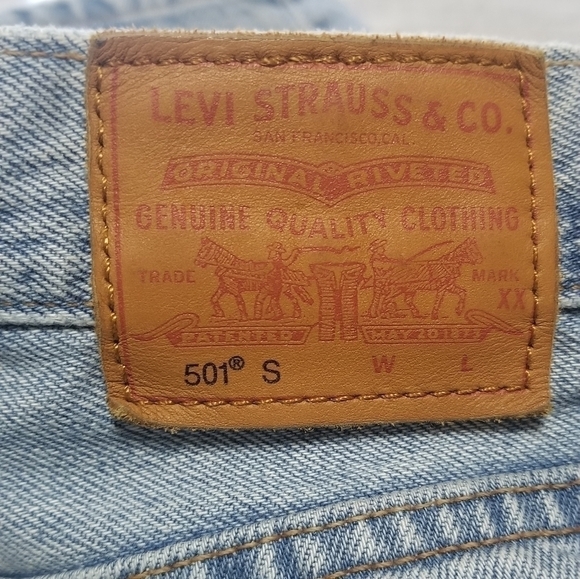 LEVI STRAUSS & CO.
SAN FRANCISCO, CAL.
ORIGINAL RIVETED
GENUINE QUALITY CLOTHING
TRADE MARK
XX
PATENTED MAY 20 1873
501® S W L